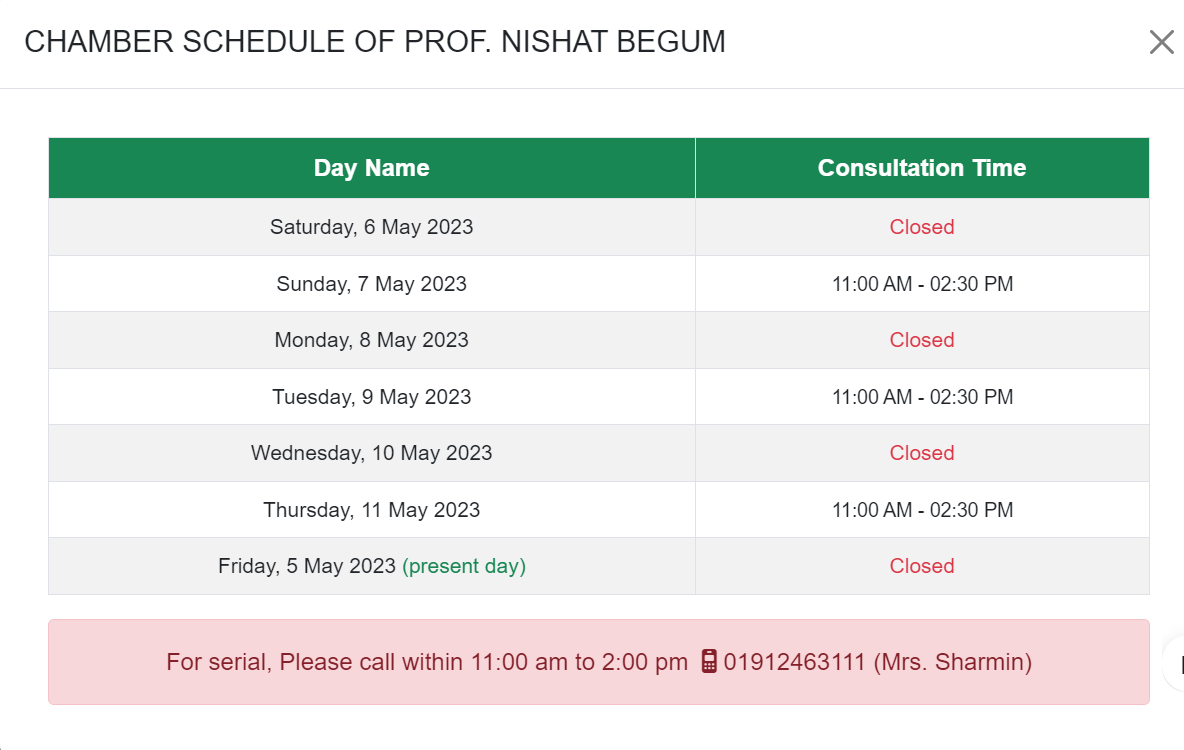 CHAMBER SCHEDULE OF PROF. NISHAT BEGUM
Day Name Consultation Time
Saturday, 6 May 2023 Closed
Sunday, 7 May 2023 11:00 AM - 02:30 PM
Monday, 8 May 2023 Closed
Tuesday, 9 May 2023 11:00 AM - 02:30 PM
Wednesday, 10 May 2023 Closed
Thursday, 11 May 2023 11:00 AM - 02:30 PM
Friday, 5 May 2023 (present day) Closed
For serial, Please call within 11:00 am to 2:00 pm 01912463111 (Mrs. Sharmin)